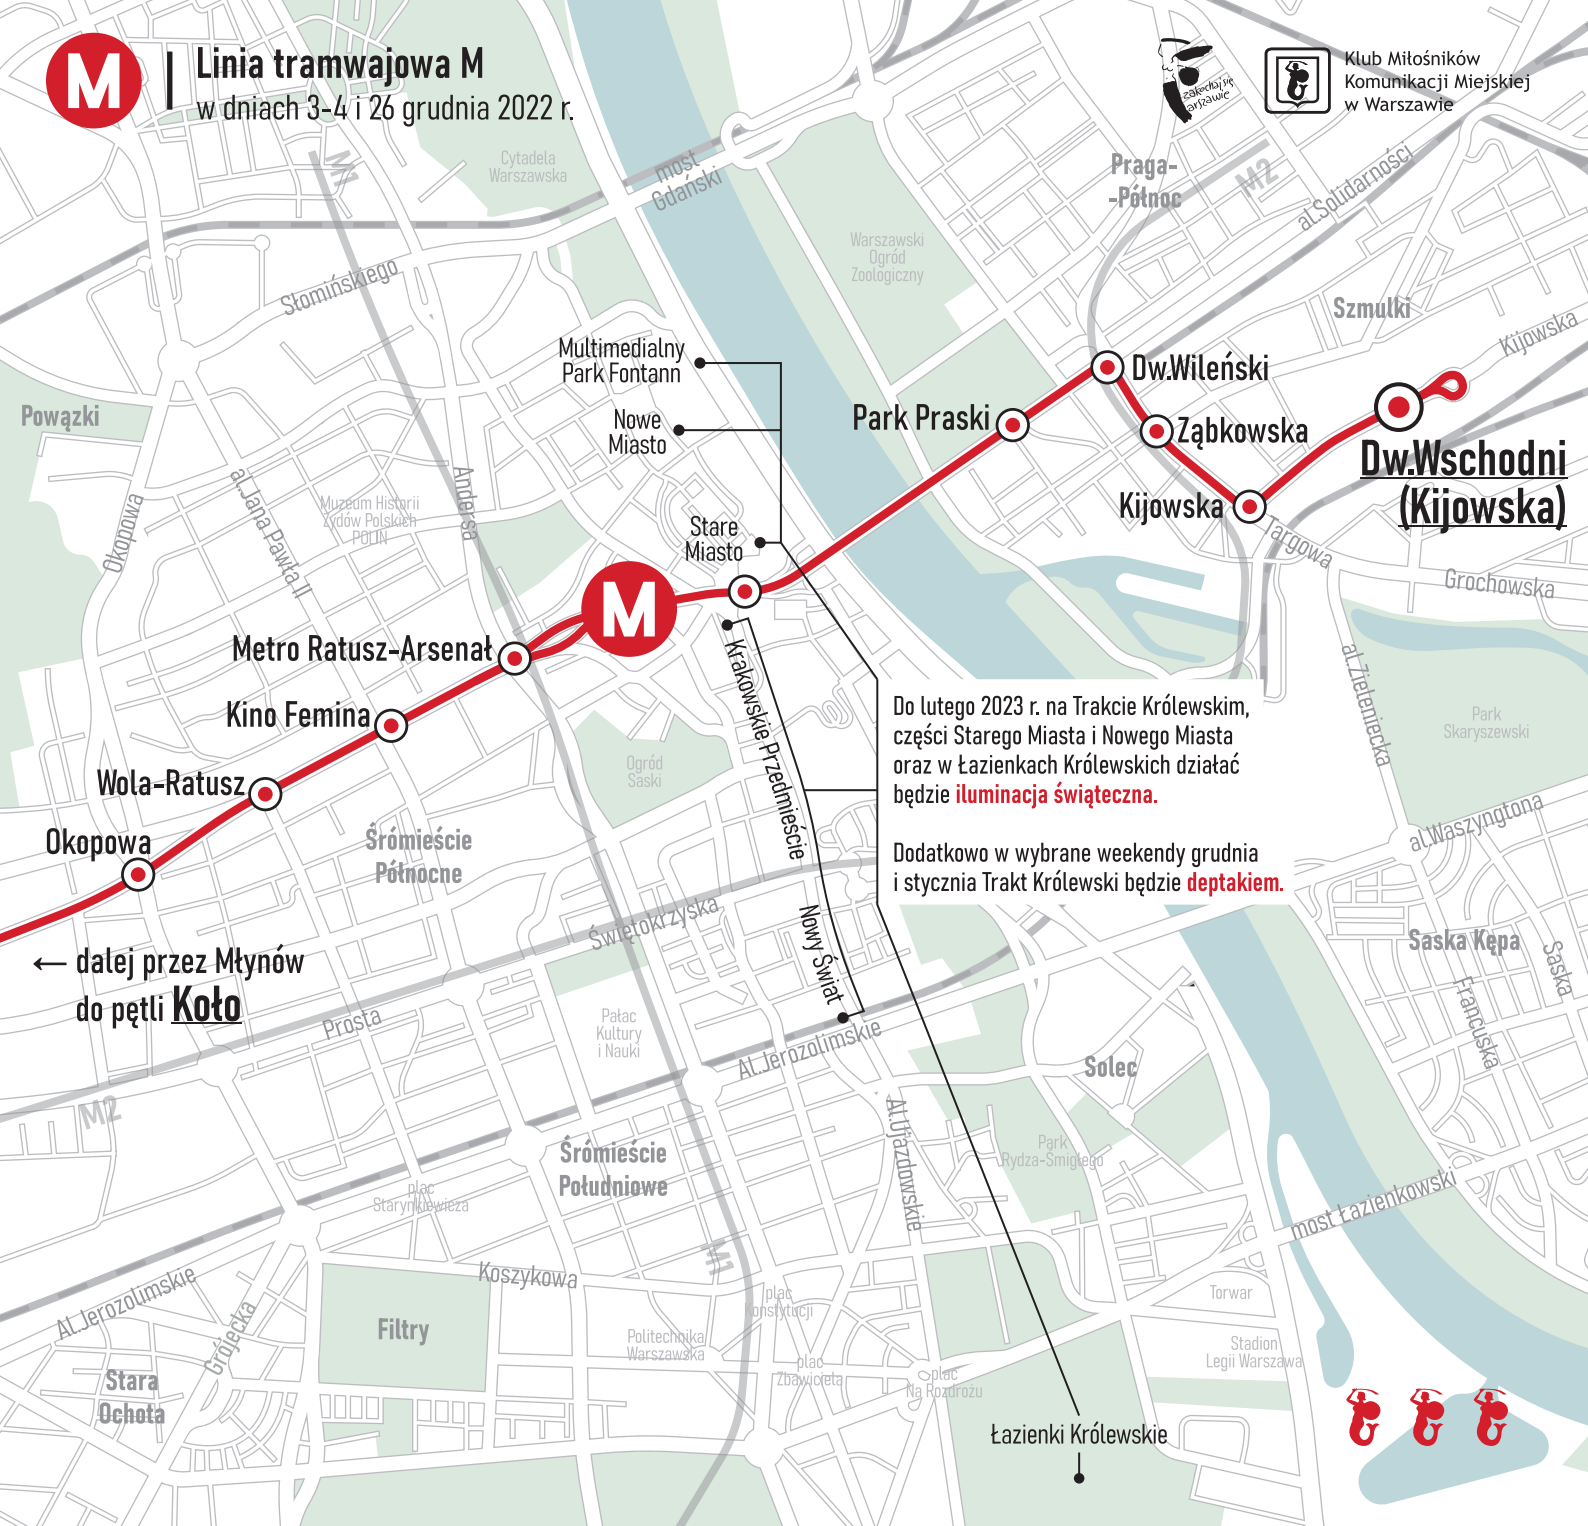 M
Linia tramwajowa M
w dniach 3-4 i 26 grudnia 2022 r.
zakochaj się
warszawie
Klub Miłośników
Komunikacji Miejskiej
w Warszawie
M1
Cytadela
Warszawska
most
Gdański
Praga-
-Północ
M2
al.Solidarności
Warszawski
Ogród
Zoologiczny
Słomińskiego
Szmulki
Kijowska
Multimedialny
Park Fontann
Nowe
Miasto
Powązki
Park Praski
Dw.Wileński
Ząbkowska
Dw.Wschodni
(Kijowska)
Kijowska
Targowa
Grochowska
Okopowa
al.Jana Pawła II
Muzeum Historii
Żydów Polskich
POLIN
Andersa
Stare
Miasto
M
Metro Ratusz-Arsenał
Kino Femina
Wola-Ratusz
Okopowa
Krakowskie Przedmieście
al.Zieleniecka
Park
Skaryszewski
Ogród
Saski
Do lutego 2023 r. na Trakcie Królewskim,
części Starego Miasta i Nowego Miasta
oraz w Łazienkach Królewskich działać
będzie iluminacja świąteczna.
Dodatkowo w wybrane weekendy grudnia
i stycznia Trakt Królewski będzie deptakiem.
al.Waszyngtona
Śrómieście
Północne
Świętokrzyska
Nowy Świat
Saska Kępa
Saska
Francuska
← dalej przez Młynów
do pętli Koło
Prosta
Pałac
Kultury
i Nauki
Al.Jerozolimskie
Solec
M2
Al.Ujazdowskie
Park
Rydza-Śmigłego
Śrómieście
Południowe
plac
Starynkiewicza
most Łazienkowski
M1
Koszykowa
Al.Jerozolimskie
Grójecka
Filtry
plac
Konstytucji
Torwar
Politechnika
Warszawska
Stadion
Legii Warszawa
plac
Zbawiciela
plac
Na Rozdrożu
Stara
Ochota
Łazienki Królewskie